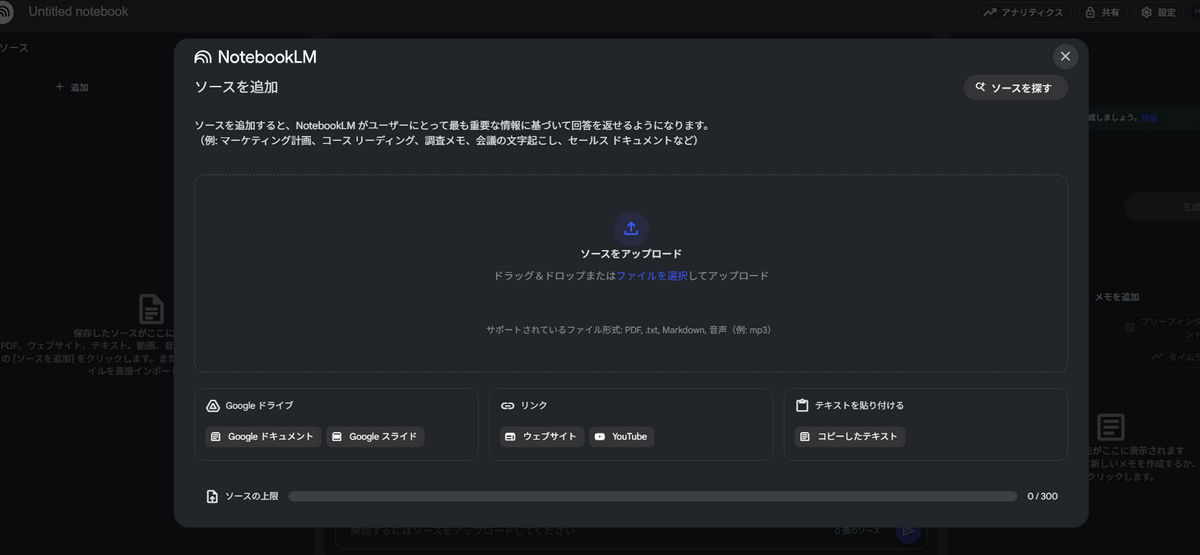 Untitled notebook
アナリティクス
共有
設定
ソース
+ 追加
NotebookLM
ソースを追加
ソースを探す
ソースを追加すると、NotebookLM がユーザーにとって最も重要な情報に基づいて回答を返せるようになります。
（例: マーケティング計画、コース リーディング、調査メモ、会議の文字起こし、セールス ドキュメントなど）
成しましょう。
生成
ソースをアップロード
ドラッグ＆ドロップまたはファイルを選択してアップロード
サポートされているファイル形式: PDF, .txt, Markdown, 音声（例: mp3）
保存したソースがここに
PDF、ウェブサイト、テキスト、動画、音
の [ソースを追加] をクリックします。また
イルを直接インポー
メモを追加
ブリーフィング
タイムラ
Google ドライブ
Google ドキュメント
Google スライド
リンク
ウェブサイト
YouTube
テキストを貼り付ける
コピーしたテキスト
がここに表示されます
新しいメモを作成するか、
クリックします。
ソースの上限
0 / 300
開始するにはソースをアップロードしてください
0 個のソース